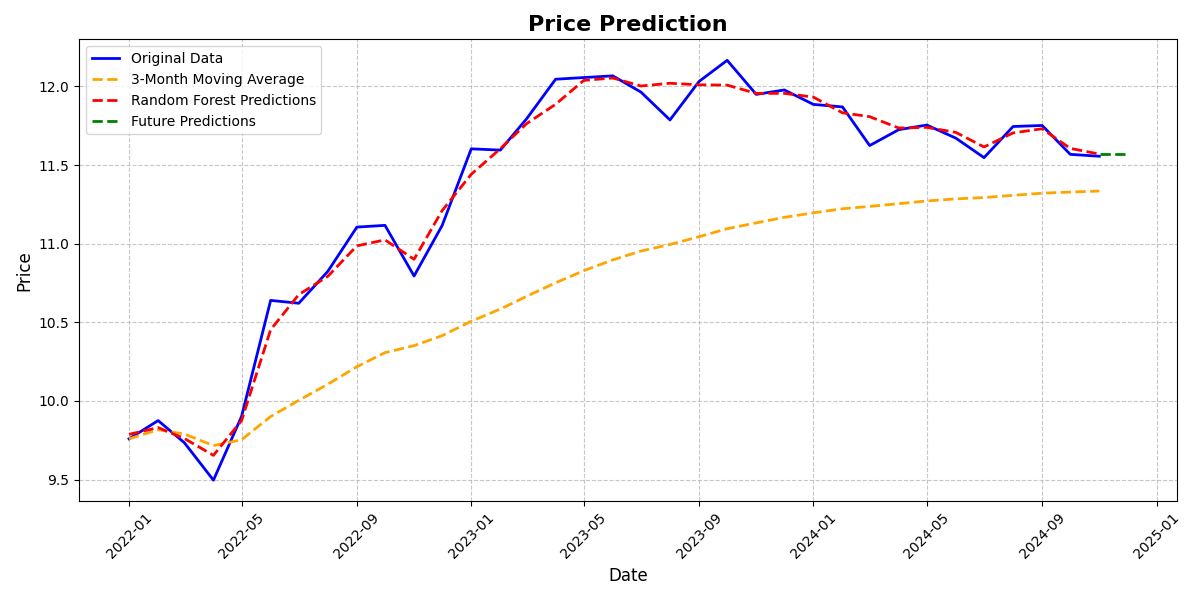 Price Prediction
Original Data
3-Month Moving Average
Random Forest Predictions
Future Predictions
Price
12.0
11.5
11.0
10.5
10.0
9.5
2022-01
2022-05
2022-09
2023-01
2023-05
2023-09
2024-01
2024-05
2024-09
2025-01
Date